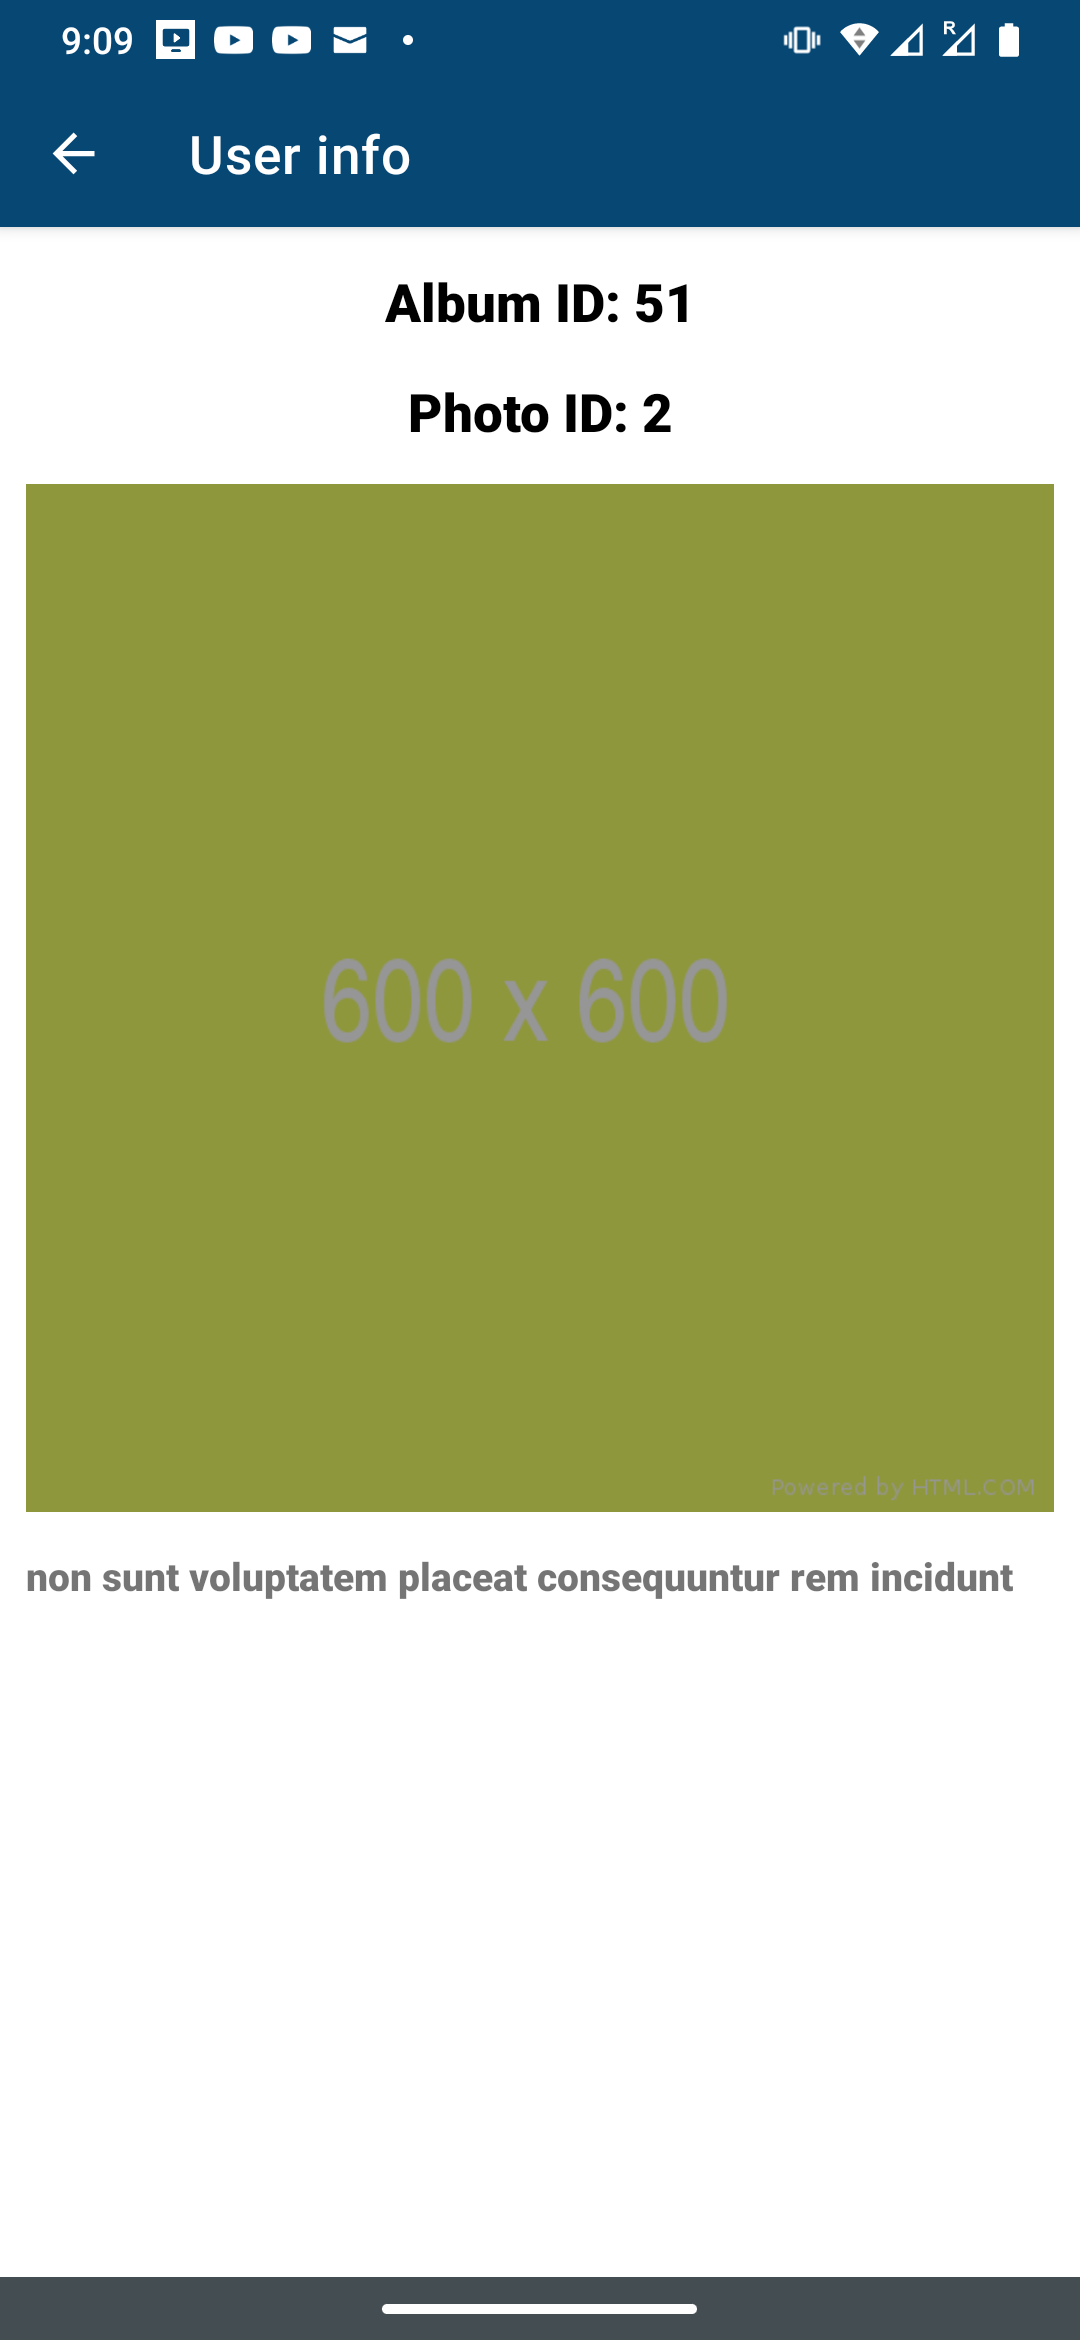 9:09
R
User info
Album ID: 51
Photo ID: 2
600 x 600
Powered by HTML.COM
non sunt voluptatem placeat consequuntur rem incidunt